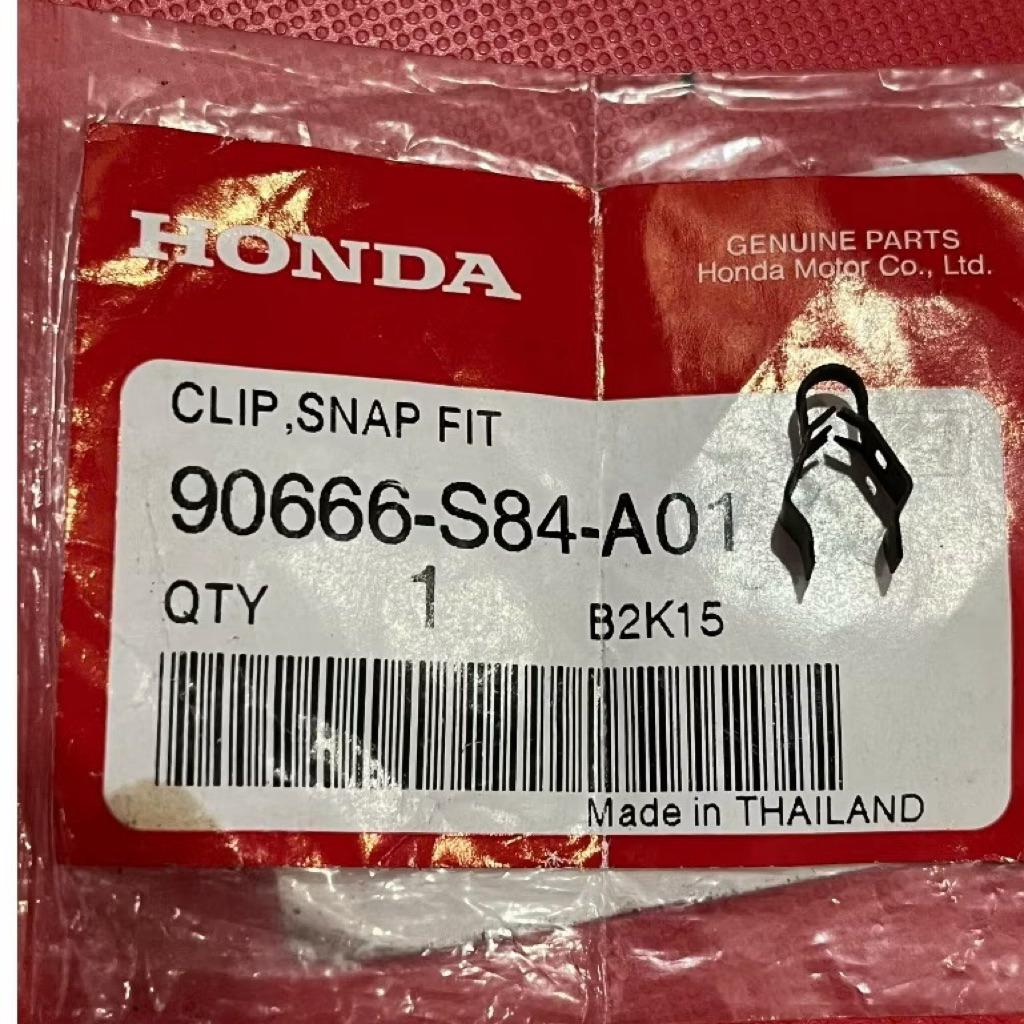 HONDA
GENUINE PARTS
Honda Motor Co., Ltd.
CLIP,SNAP FIT
90666-S84-A01
QTY 1 B2K15
Made in THAILAND